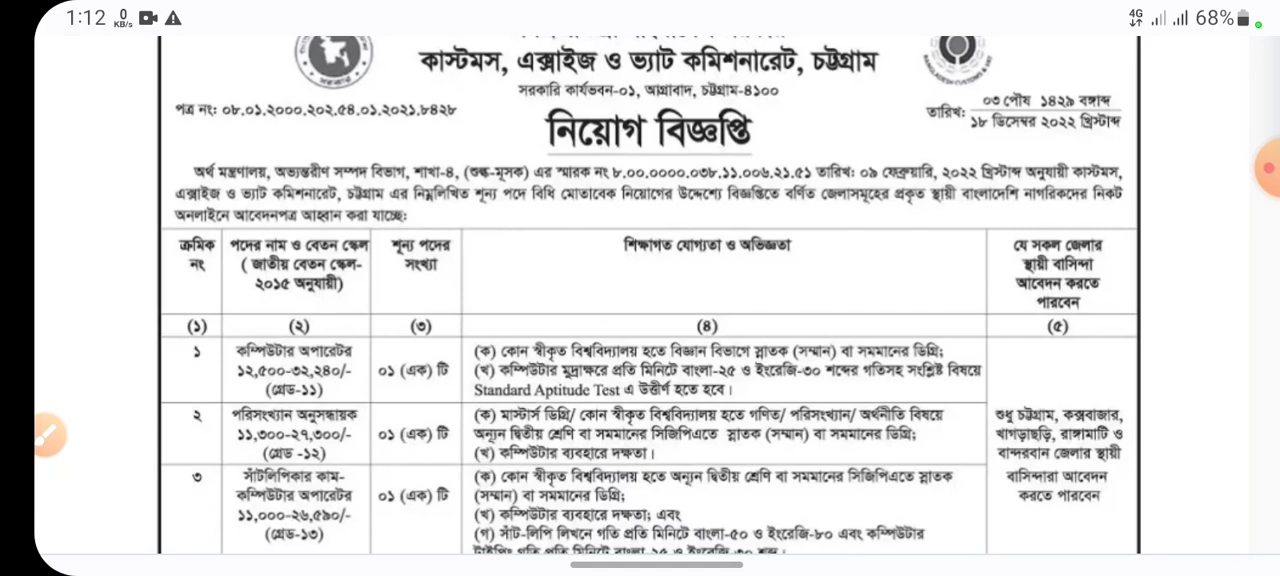 1:12 0 KB/s 4G 68%
কাস্টমস, এক্সাইজ ও ভ্যাট কমিশনারেট, চট্টগ্রাম
সরকারি কার্যভবন-০১, আগ্রাবাদ, চট্টগ্রাম-৪১০০
পত্র নং: ০৮.০১.২০০০.২০২.৫৪.০১.২০২১.৮৪২৮
তারিখ: ০৩ পৌষ ১৪২৯ বঙ্গাব্দ
১৮ ডিসেম্বর ২০২২ খ্রিস্টাব্দ
নিয়োগ বিজ্ঞপ্তি
অর্থ মন্ত্রণালয়, অভ্যন্তরীণ সম্পদ বিভাগ, শাখা-৪, (শুল্ক-মূসক) এর স্মারক নং ৮.০০.০০০০.০৩৮.১১.০০৬.২১.৫১ তারিখ: ০৯ ফেব্রুয়ারি, ২০২২ খ্রিস্টাব্দ অনুযায়ী কাস্টমস,
এক্সাইজ ও ভ্যাট কমিশনারেট, চট্টগ্রাম এর নিম্নলিখিত শূন্য পদে বিধি মোতাবেক নিয়োগের উদ্দেশ্যে বিজ্ঞপ্তিতে বর্ণিত জেলাসমূহের প্রকৃত স্থায়ী বাংলাদেশি নাগরিকদের নিকট
অনলাইনে আবেদনপত্র আহ্বান করা যাচ্ছে:
ক্রমিক
নং
পদের নাম ও বেতন স্কেল
( জাতীয় বেতন স্কেল-
২০১৫ অনুযায়ী)
শূন্য পদের
সংখ্যা
শিক্ষাগত যোগ্যতা ও অভিজ্ঞতা
যে সকল জেলার
স্থায়ী বাসিন্দা
আবেদন করতে
পারবেন
(১) (২) (৩) (৪) (৫)
১
কম্পিউটার অপারেটর
১২,৫০০-৩২,২৪০/-
(গ্রেড-১১)
০১ (এক) টি
(ক) কোন স্বীকৃত বিশ্ববিদ্যালয় হতে বিজ্ঞান বিভাগে স্নাতক (সম্মান) বা সমমানের ডিগ্রি;
(খ) কম্পিউটার মুদ্রাক্ষরে প্রতি মিনিটে বাংলা-২৫ ও ইংরেজি-৩০ শব্দের গতিসহ সংশ্লিষ্ট বিষয়ে
Standard Aptitude Test এ উত্তীর্ণ হতে হবে।
২
পরিসংখ্যান অনুসন্ধায়ক
১১,৩০০-২৭,৩০০/-
(গ্রেড -১২)
০১ (এক) টি
(ক) মাস্টার্স ডিগ্রি/ কোন স্বীকৃত বিশ্ববিদ্যালয় হতে গণিত/ পরিসংখ্যান/ অর্থনীতি বিষয়ে
অন্যূন দ্বিতীয় শ্রেণি বা সমমানের সিজিপিএতে স্নাতক (সম্মান) বা সমমানের ডিগ্রি;
(খ) কম্পিউটার ব্যবহারে দক্ষতা।
শুধু চট্টগ্রাম, কক্সবাজার,
খাগড়াছড়ি, রাঙ্গামাটি ও
বান্দরবান জেলার স্থায়ী
বাসিন্দারা আবেদন
করতে পারবেন
৩
সাঁটলিপিকার কাম-
কম্পিউটার অপারেটর
১১,০০০-২৬,৫৯০/-
(গ্রেড-১৩)
০১ (এক) টি
(ক) কোন স্বীকৃত বিশ্ববিদ্যালয় হতে অন্যূন দ্বিতীয় শ্রেণি বা সমমানের সিজিপিএতে স্নাতক
(সম্মান) বা সমমানের ডিগ্রি;
(খ) কম্পিউটার ব্যবহারে দক্ষতা; এবং
(গ) সাঁট-লিপি লিখনে গতি প্রতি মিনিটে বাংলা-৫০ ও ইংরেজি-৮০ এবং কম্পিউটার
টাইপিং গতি প্রতি মিনিটে বাংলা-২৫ ও ইংরেজি-৩০ শব্দ।